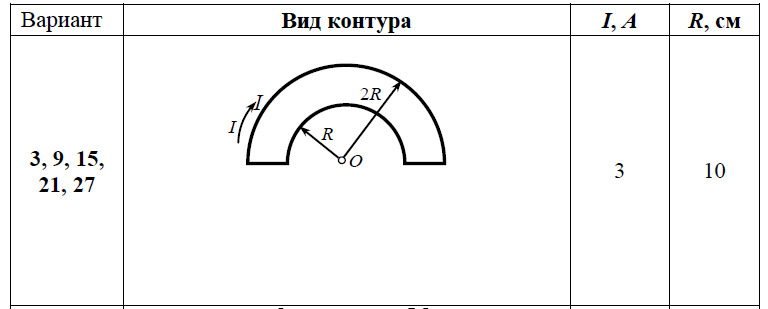 Вариант Вид контура I, А R, см
I I 2R
R
O
3, 9, 15,
21, 27
3 10